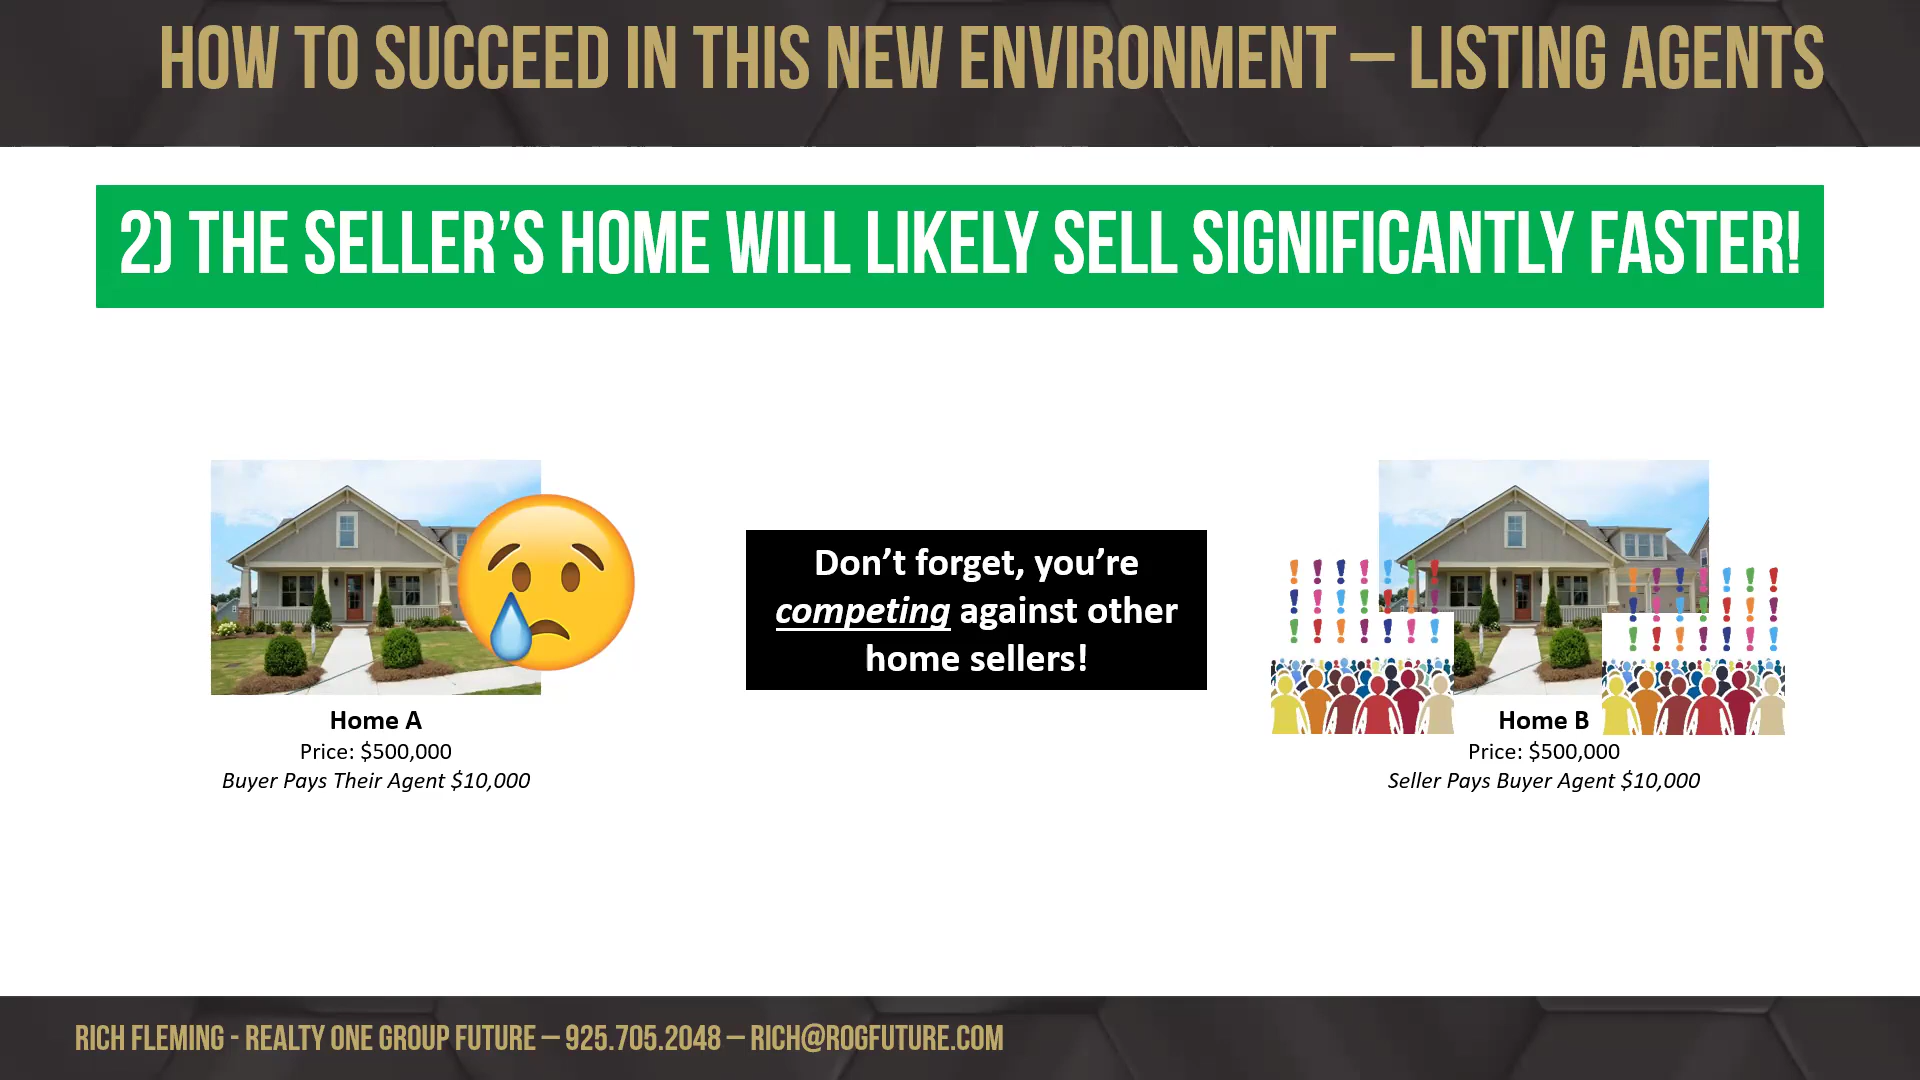 HOW TO SUCCEED IN THIS NEW ENVIRONMENT – LISTING AGENTS
2) THE SELLER’S HOME WILL LIKELY SELL SIGNIFICANTLY FASTER!
Don’t forget, you’re
competing against other
home sellers!
Home A
Price: $500,000
Buyer Pays Their Agent $10,000
Home B
Price: $500,000
Seller Pays Buyer Agent $10,000
RICH FLEMING - REALTY ONE GROUP FUTURE – 925.705.2048 – RICH@ROGFUTURE.COM